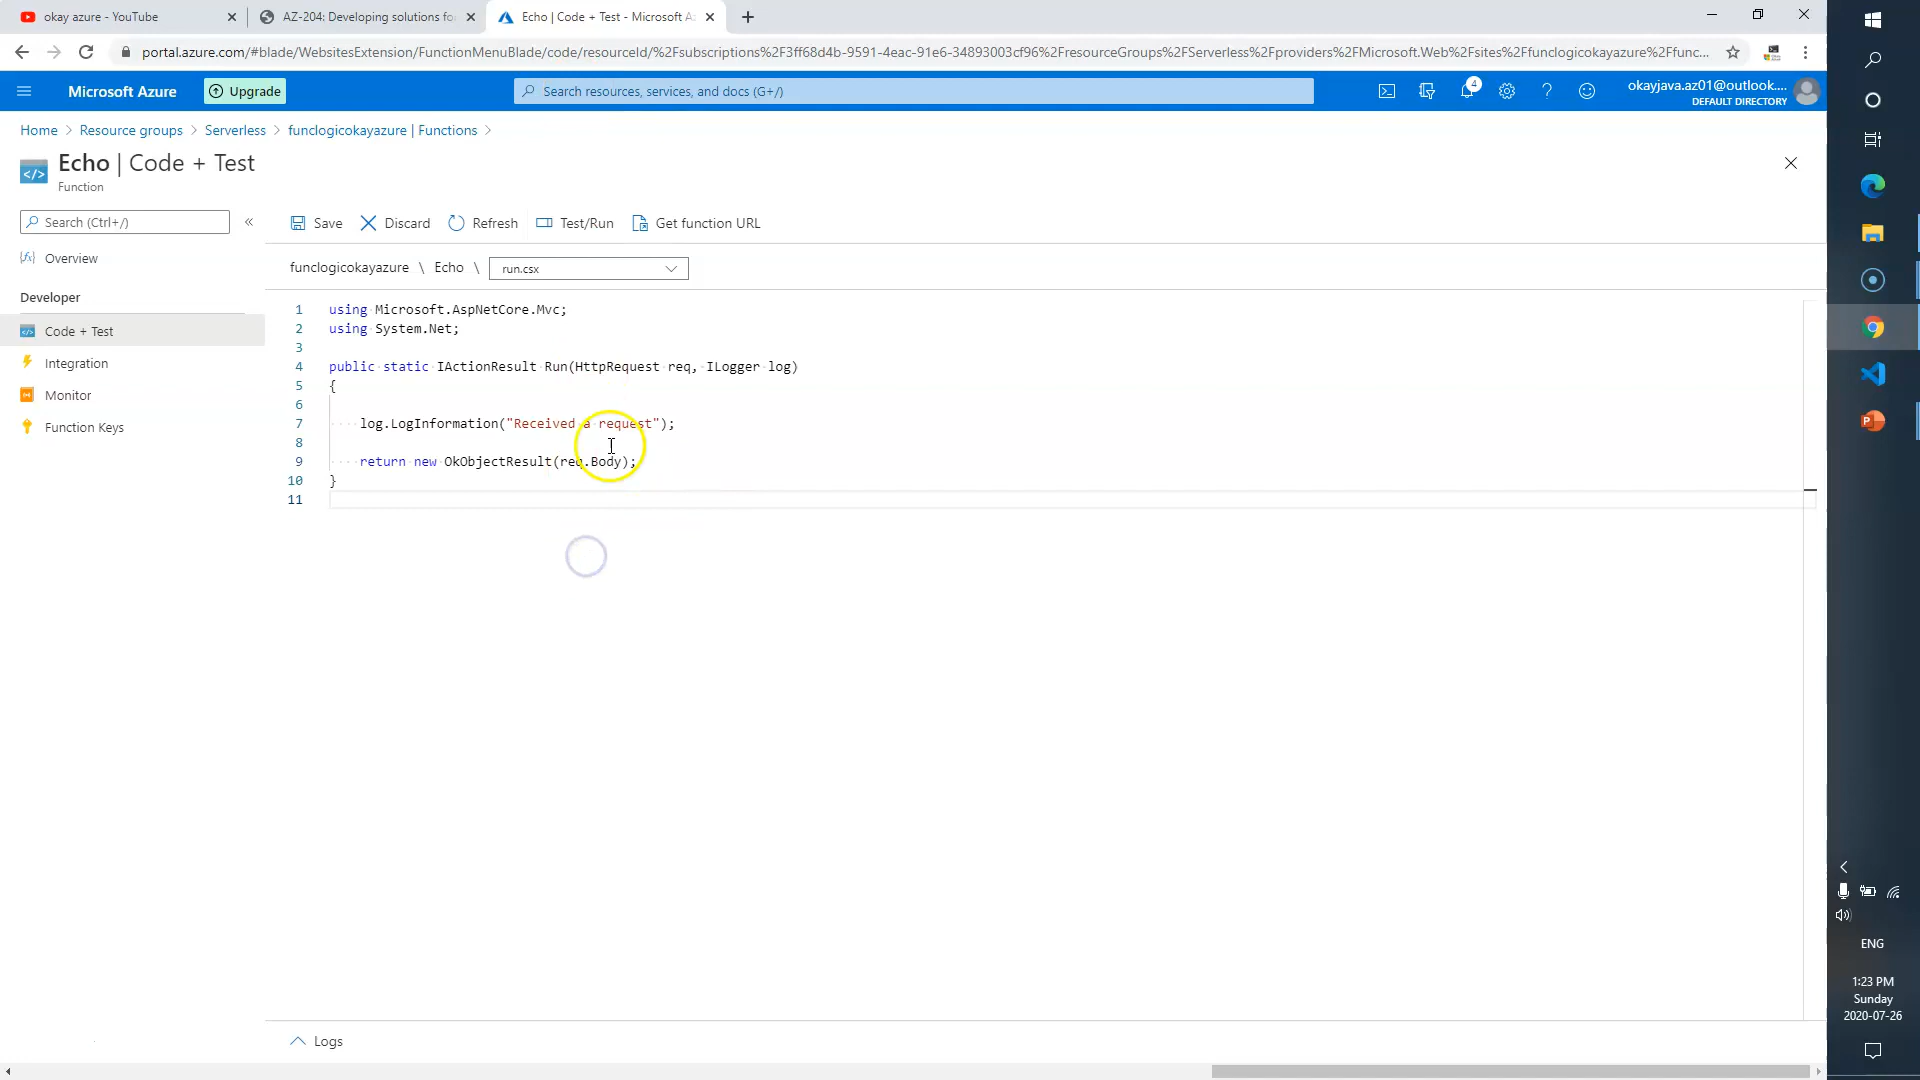 okay azure - YouTube
AZ-204: Developing solutions fo
Echo | Code + Test - Microsoft A
portal.azure.com/#blade/WebsitesExtension/FunctionMenuBlade/code/resourceId/%2Fsubscriptions%2F3ff68d4b-9591-4eac-91e6-34893003cf96%2FresourceGroups%2FServerless%2Fproviders%2FMicrosoft.Web%2Fsites%2Ffunclogicokayazure%2Ffunc...
Microsoft Azure
Upgrade
Search resources, services, and docs (G+/)
4
okayjava.az01@outlook....
DEFAULT DIRECTORY
Home > Resource groups > Serverless > funclogicokayazure | Functions >
Echo | Code + Test
Function
Search (Ctrl+/)
«
Save
Discard
Refresh
Test/Run
Get function URL
Overview
Developer
Code + Test
Integration
Monitor
Function Keys
funclogicokayazure \ Echo \ run.csx
1 using Microsoft.AspNetCore.Mvc;
2 using System.Net;
3
4 public static IActionResult Run(HttpRequest req, ILogger log)
5 {
6
7 log.LogInformation("Received a request");
8
9 return new OkObjectResult(req.Body);
10 }
11
Logs
ENG
1:23 PM
Sunday
2020-07-26